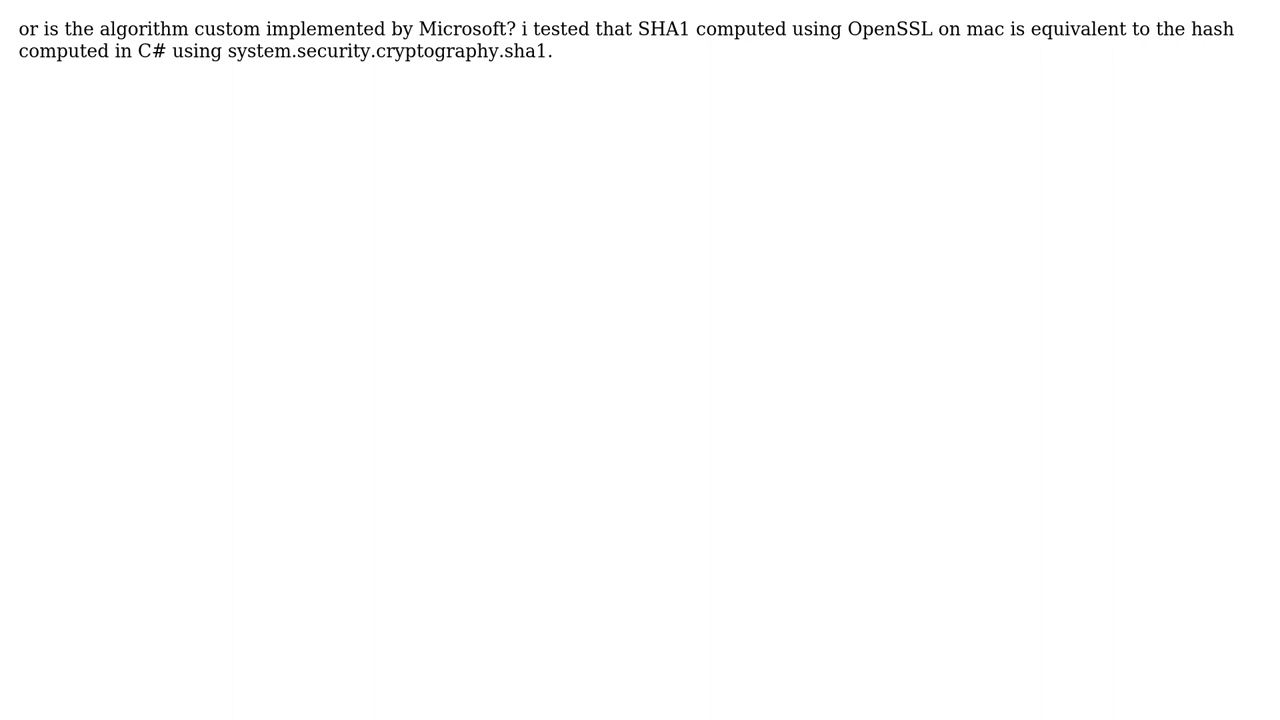 or is the algorithm custom implemented by Microsoft? i tested that SHA1 computed using OpenSSL on mac is equivalent to the hash
computed in C# using system.security.cryptography.sha1.